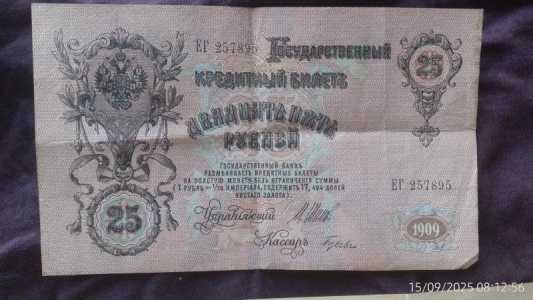 ЕГ 257895 Государственный
25
Кредитный Билетъ
Двадцать пять
рублей
ГОСУДАРСТВЕННЫЙ БАНКЪ
РАЗМѢНИВАЕТЪ КРЕДИТНЫЕ БИЛЕТЫ
НА ЗОЛОТУЮ МОНЕТУ БЕЗЪ ОГРАНИЧЕНІЯ СУММЫ
(1 РУБЛЬ = 1/15 ИМПЕРІАЛА, СОДЕРЖИТЪ 17,424 ДОЛЕЙ
ЧИСТАГО ЗОЛОТА).
ЕГ 257895
25
Управляющій
Кассиръ
1909
15/09/2025 08:12:56